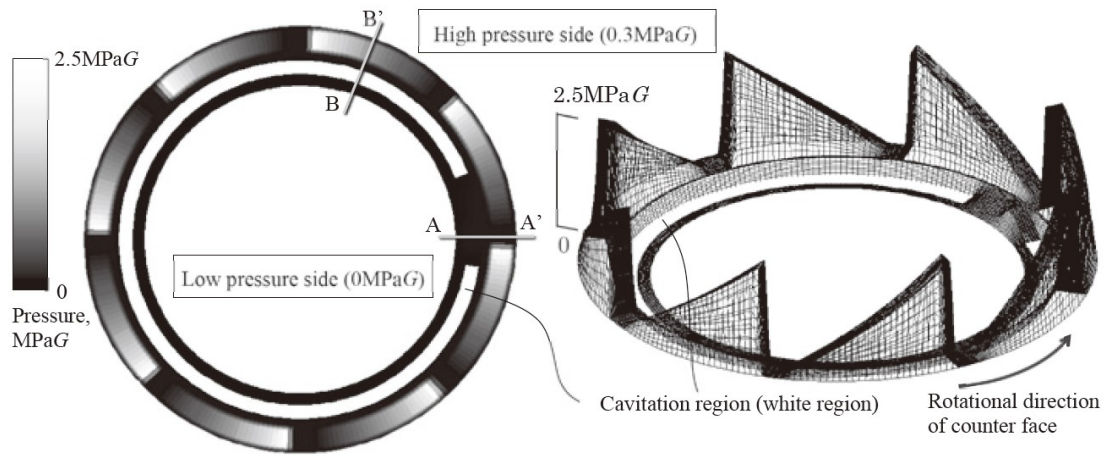 B'
High pressure side (0.3MPaG)
2.5MPaG
B
2.5MPaG
A
A'
0
Low pressure side (0MPaG)
0
Pressure,
MPaG
Cavitation region (white region)
Rotational direction
of counter face